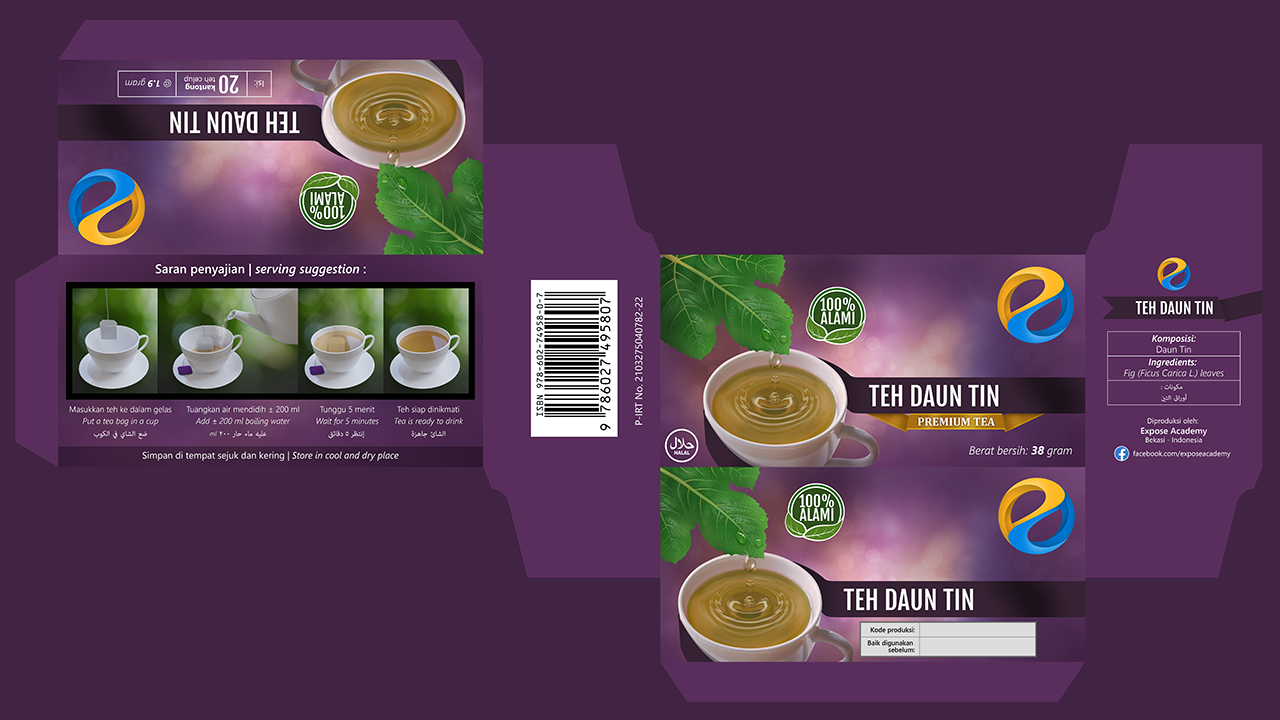 Isi:
20
kantong
teh celup
@ 1.9 gram
TEH DAUN TIN
100%
ALAMI
Saran penyajian | serving suggestion :
Masukkan teh ke dalam gelas
Put a tea bag in a cup
ضع الشاي في الكوب
Tuangkan air mendidih ± 200 ml
Add ± 200 ml boiling water
عليه ماء حار ٢٠٠ ml
Tunggu 5 menit
Wait for 5 minutes
إنتظر ٥ دقائق
Teh siap dinikmati
Tea is ready to drink
الشائ جاهزة
Simpan di tempat sejuk dan kering | Store in cool and dry place
ISBN 978-602-74958-0-7
9 786027 495807
P-IRT No. 2103275040782-22
100%
ALAMI
TEH DAUN TIN
PREMIUM TEA
حلال
HALAL
Berat bersih: 38 gram
100%
ALAMI
TEH DAUN TIN
Kode produksi:
Baik digunakan
sebelum:
TEH DAUN TIN
Komposisi:
Daun Tin
Ingredients:
Fig (Ficus Carica L.) leaves
مكونات :
أوراق التين
Diproduksi oleh:
Expose Academy
Bekasi - Indonesia
facebook.com/exposeacademy